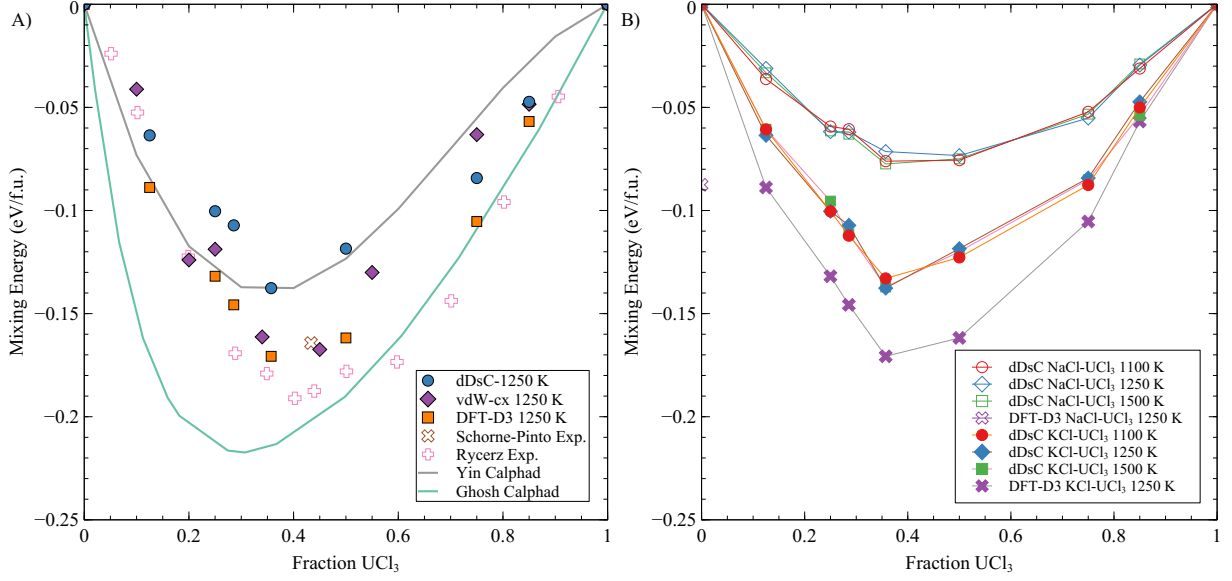 A)
0
−0.05
−0.1
−0.15
−0.2
−0.25
Mixing Energy (eV/f.u.)
0
0.2
0.4
0.6
0.8
1
Fraction UCl₃
dDsC-1250 K
vdW-cx 1250 K
DFT-D3 1250 K
Schorne-Pinto Exp.
Rycerz Exp.
Yin Calphad
Ghosh Calphad
B)
0
−0.05
−0.1
−0.15
−0.2
−0.25
Mixing Energy (eV/f.u.)
0
0.2
0.4
0.6
0.8
1
Fraction UCl₃
dDsC NaCl-UCl₃ 1100 K
dDsC NaCl-UCl₃ 1250 K
dDsC NaCl-UCl₃ 1500 K
DFT-D3 NaCl-UCl₃ 1250 K
dDsC KCl-UCl₃ 1100 K
dDsC KCl-UCl₃ 1250 K
dDsC KCl-UCl₃ 1500 K
DFT-D3 KCl-UCl₃ 1250 K